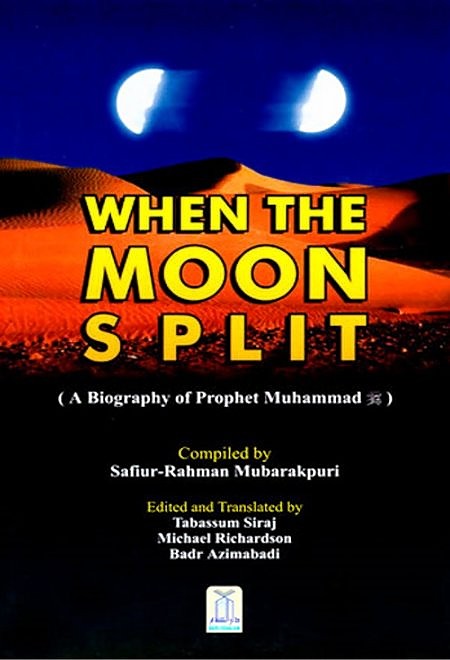 WHEN THE
MOON
SPLIT
( A Biography of Prophet Muhammad ﷺ )
Compiled by
Safiur-Rahman Mubarakpuri
Edited and Translated by
Tabassum Siraj
Michael Richardson
Badr Azimabadi